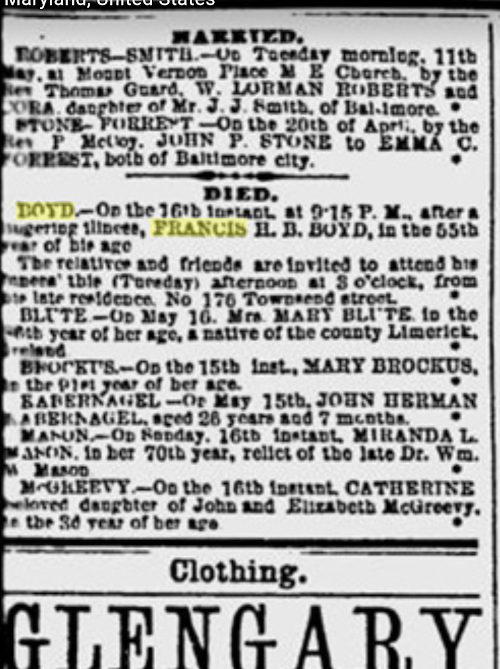 Maryland, United States
MARRIED.
ROBERTS—SMITH.—On Tuesday morning, 11th
May, at Mount Vernon Place M E Church, by the
Rev Thomas Guard, W. LORMAN ROBERTS and
CORA, daughter of Mr. J. J. Smith, of Baltimore. *
STONE—FORREST—On the 20th of April, by the
Rev P McCoy, JOHN P. STONE to EMMA C.
FORREST, both of Baltimore city. *
DIED.
BOYD.—On the 16th instant, at 9·15 P. M., after a
lingering illness, FRANCIS H. B. BOYD, in the 55th
year of his age
The relatives and friends are invited to attend his
funeral this (Tuesday) afternoon at 3 o'clock, from
his late residence, No 176 Townsend street. *
BLUTE.—On May 16, Mrs. MARY BLUTE, in the
year of her age, a native of the county Limerick,
Ireland *
BROCKUS.—On the 15th inst., MARY BROCKUS,
in the 91st year of her age. *
KABERNAGEL—On May 15th, JOHN HERMAN
KABERNAGEL, aged 26 years and 7 months. *
MASON.—On Sunday, 16th instant, MIRANDA L.
MASON, in her 70th year, relict of the late Dr. Wm.
M Mason *
McGREEVY.—On the 16th instant, CATHERINE
beloved daughter of John and Elizabeth McGreevy,
in the 3d year of her age *
Clothing.
GLENGARY